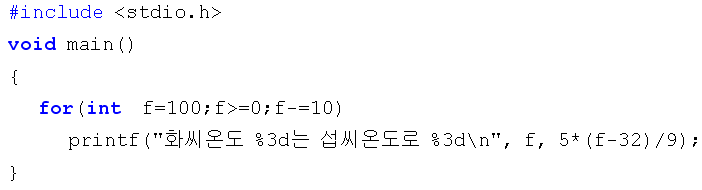 #include <stdio.h>
void main()
{
for(int f=100;f>=0;f-=10)
printf("화씨온도 %3d는 섭씨온도로 %3d\n", f, 5*(f-32)/9);
}